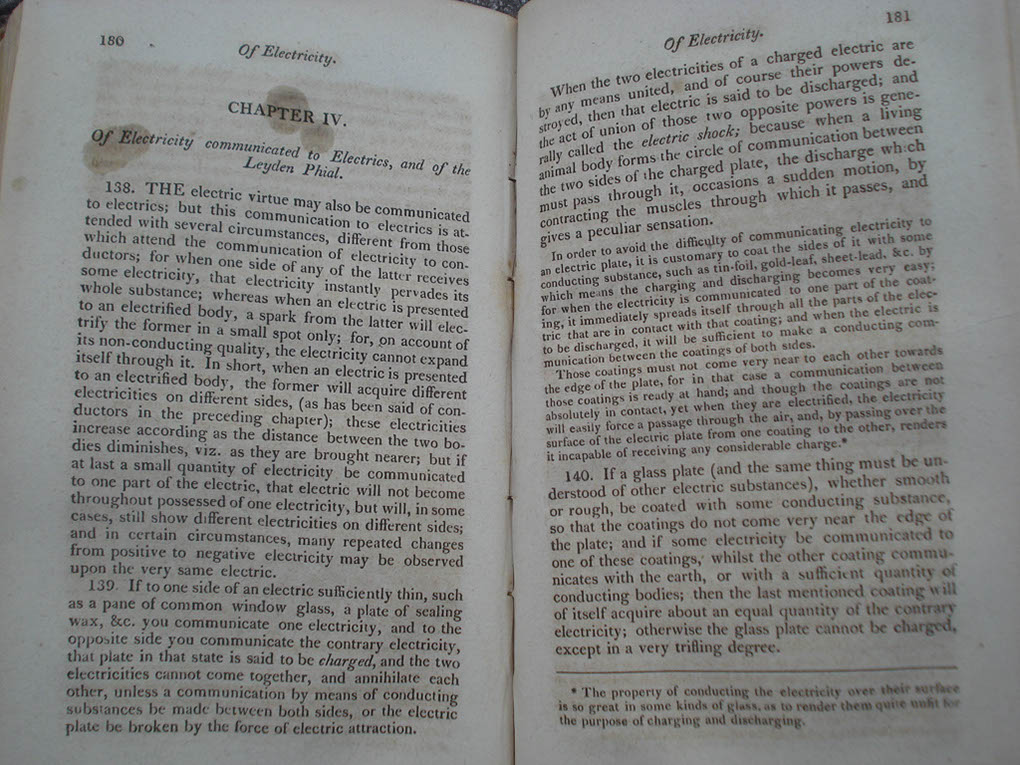 180
Of Electricity.
CHAPTER IV.
Of Electricity communicated to Electrics, and of the
Leyden Phial.
138. THE electric virtue may also be communicated
to electrics; but this communication to electrics is at-
tended with several circumstances, different from those
which attend the communication of electricity to con-
ductors; for when one side of any of the latter receives
some electricity, that electricity instantly pervades its
whole substance; whereas when an electric is presented
to an electrified body, a spark from the latter will elec-
trify the former in a small spot only; for, on account of
its non-conducting quality, the electricity cannot expand
itself through it. In short, when an electric is presented
to an electrified body, the former will acquire different
electricities on different sides, (as has been said of con-
ductors in the preceding chapter); these electricities
increase according as the distance between the two bo-
dies diminishes, viz. as they are brought nearer; but if
at last a small quantity of electricity be communicated
to one part of the electric, that electric will not become
throughout possessed of one electricity, but will, in some
cases, still show different electricities on different sides;
and in certain circumstances, many repeated changes
from positive to negative electricity may be observed
upon the very same electric.
139. If to one side of an electric sufficiently thin, such
as a pane of common window glass, a plate of sealing
wax, &c. you communicate one electricity, and to the
opposite side you communicate the contrary electricity,
that plate in that state is said to be charged, and the two
electricities cannot come together, and annihilate each
other, unless a communication by means of conducting
substances be made between both sides, or the electric
plate be broken by the force of electric attraction.
181
Of Electricity.
When the two electricities of a charged electric are
by any means united, and of course their powers de-
stroyed, then that electric is said to be discharged; and
the act of union of those two opposite powers is gene-
rally called the electric shock; because when a living
animal body forms the circle of communication between
the two sides of the charged plate, the discharge which
must pass through it, occasions a sudden motion, by
contracting the muscles through which it passes, and
gives a peculiar sensation.
In order to avoid the difficulty of communicating electricity to
an electric plate, it is customary to coat the sides of it with some
conducting substance, such as tin-foil, gold-leaf, sheet-lead, &c. by
which means the charging and discharging becomes very easy;
for when the electricity is communicated to one part of the coat-
ing, it immediately spreads itself through all the parts of the elec-
tric that are in contact with that coating; and when the electric is
to be discharged, it will be sufficient to make a conducting com-
munication between the coatings of both sides.
Those coatings must not come very near to each other towards
the edge of the plate, for in that case a communication between
those coatings is ready at hand; and though the coatings are not
absolutely in contact, yet when they are electrified, the electricity
will easily force a passage through the air, and, by passing over the
surface of the electric plate from one coating to the other, renders
it incapable of receiving any considerable charge.*
140. If a glass plate (and the same thing must be un-
derstood of other electric substances), whether smooth
or rough, be coated with some conducting substance,
so that the coatings do not come very near the edge of
the plate; and if some electricity be communicated to
one of these coatings, whilst the other coating commu-
nicates with the earth, or with a sufficient quantity of
conducting bodies; then the last mentioned coating will
of itself acquire about an equal quantity of the contrary
electricity; otherwise the glass plate cannot be charged,
except in a very trifling degree.
* The property of conducting the electricity over their surface
is so great in some kinds of glass, as to render them quite unfit for
the purpose of charging and discharging.